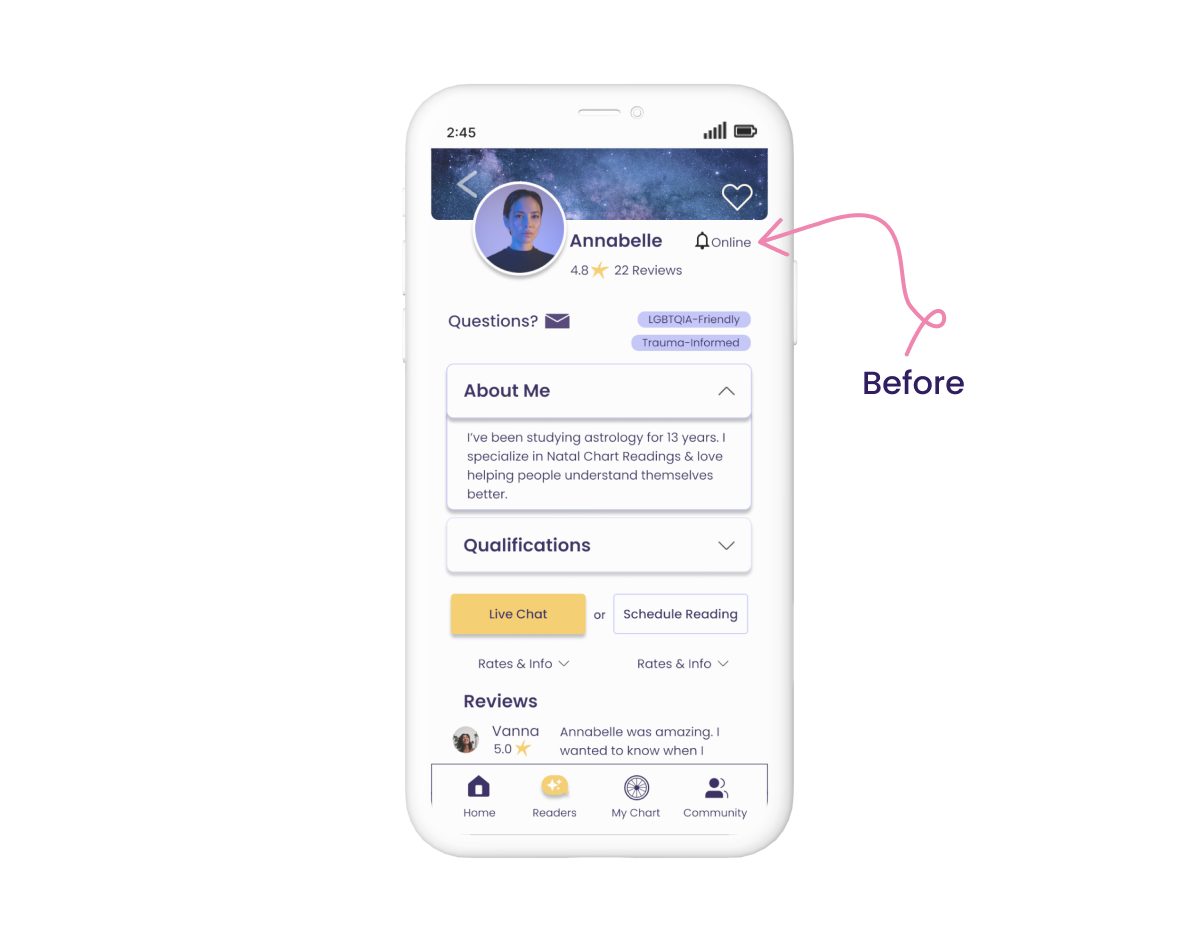 2:45
Annabelle
Online
4.8 22 Reviews
Before
Questions?
LGBTQIA-Friendly
Trauma-Informed
About Me
I've been studying astrology for 13 years. I
specialize in Natal Chart Readings & love
helping people understand themselves
better.
Qualifications
Live Chat
or
Schedule Reading
Rates & Info
Rates & Info
Reviews
Vanna
5.0
Annabelle was amazing. I
wanted to know when I
Home
Readers
My Chart
Community